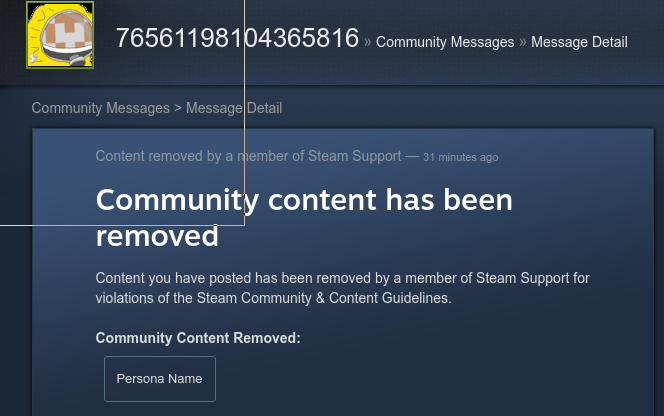 76561198104365816 » Community Messages » Message Detail
Community Messages > Message Detail
Content removed by a member of Steam Support — 31 minutes ago
Community content has been
removed
Content you have posted has been removed by a member of Steam Support for
violations of the Steam Community & Content Guidelines.
Community Content Removed:
Persona Name